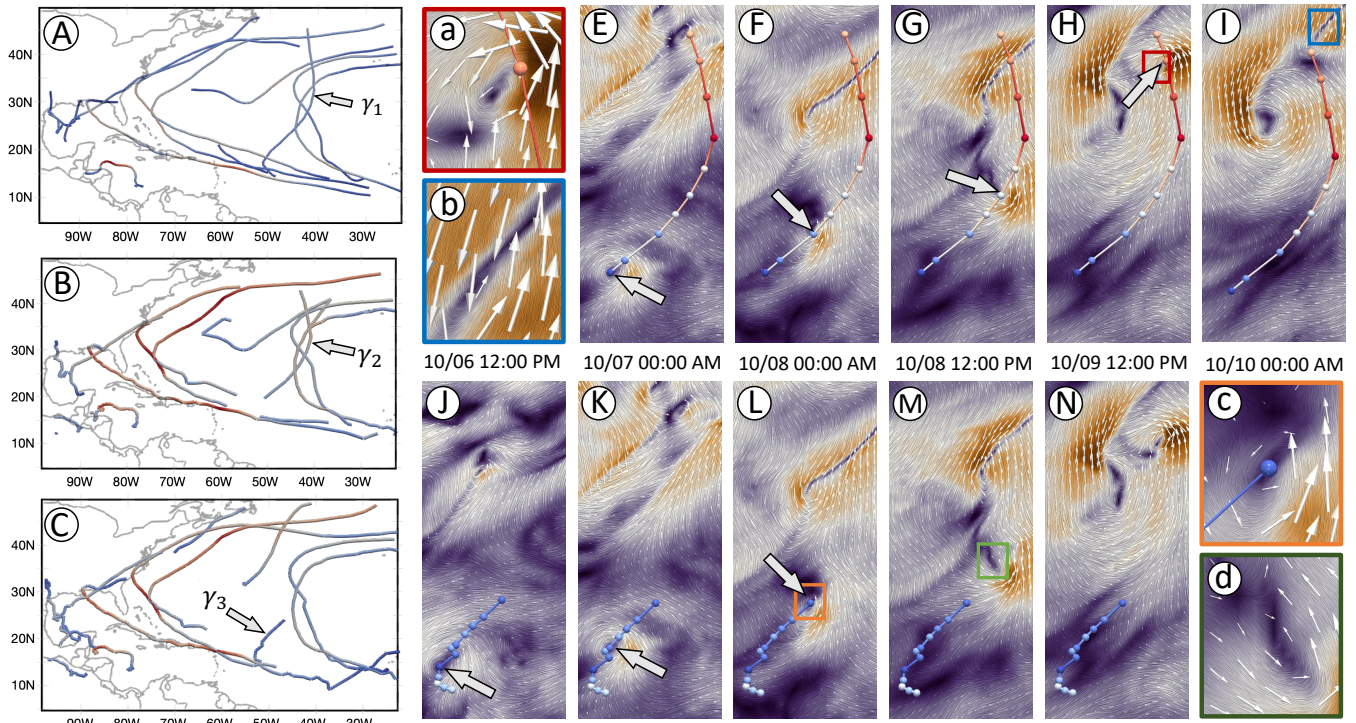 A
40N
30N
20N
10N
90W 80W 70W 60W 50W 40W 30W
γ1
B
40N
30N
20N
10N
90W 80W 70W 60W 50W 40W 30W
γ2
C
40N
30N
20N
10N
90W 80W 70W 60W 50W 40W 30W
γ3
a
b
E
F
G
H
I
10/06 12:00 PM 10/07 00:00 AM 10/08 00:00 AM 10/08 12:00 PM 10/09 12:00 PM 10/10 00:00 AM
J
K
L
M
N
c
d